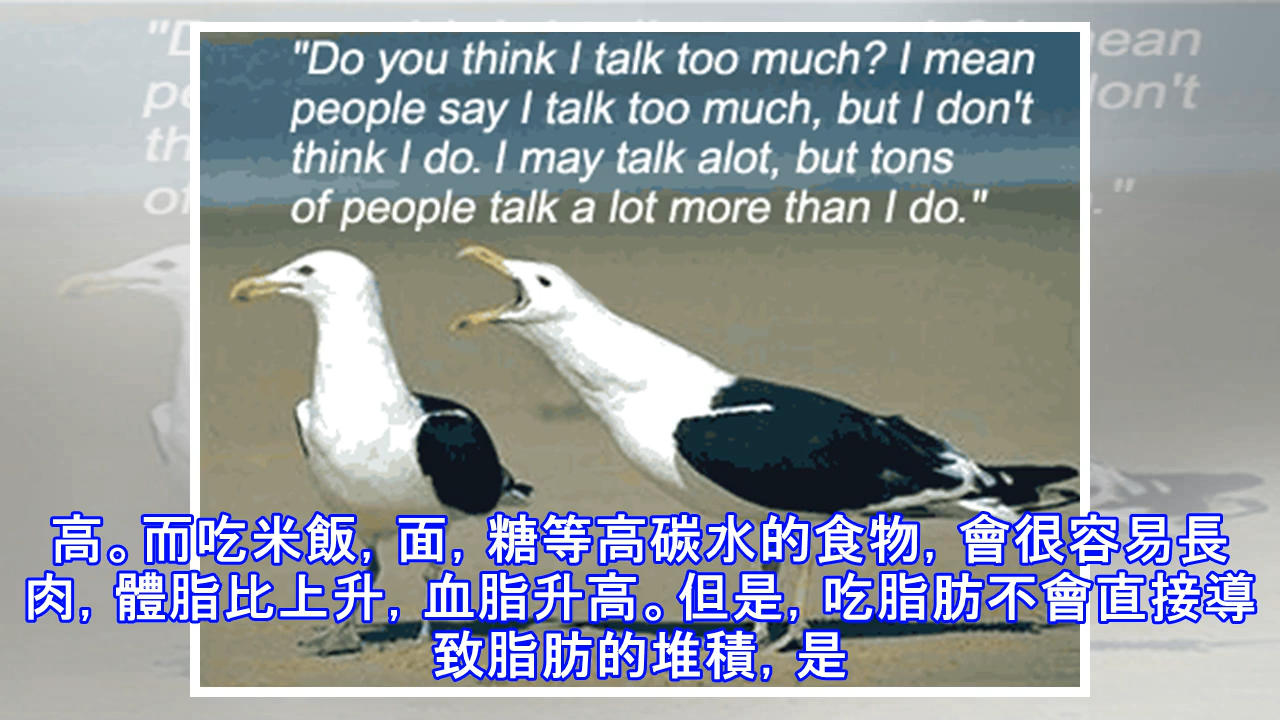 "Do you think I talk too much? I mean
people say I talk too much, but I don't
think I do. I may talk alot, but tons
of people talk a lot more than I do."
高。而吃米飯, 面, 糖等高碳水的食物, 會很容易長
肉, 體脂比上升, 血脂升高。但是, 吃脂肪不會直接導
致脂肪的堆積, 是